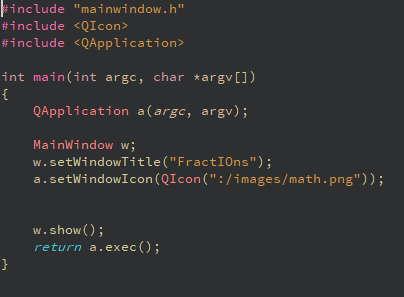 #include "mainwindow.h"
#include <QIcon>
#include <QApplication>
int main(int argc, char *argv[])
{
QApplication a(argc, argv);
MainWindow w;
w.setWindowTitle("FractIOns");
a.setWindowIcon(QIcon(":/images/math.png"));
w.show();
return a.exec();
}